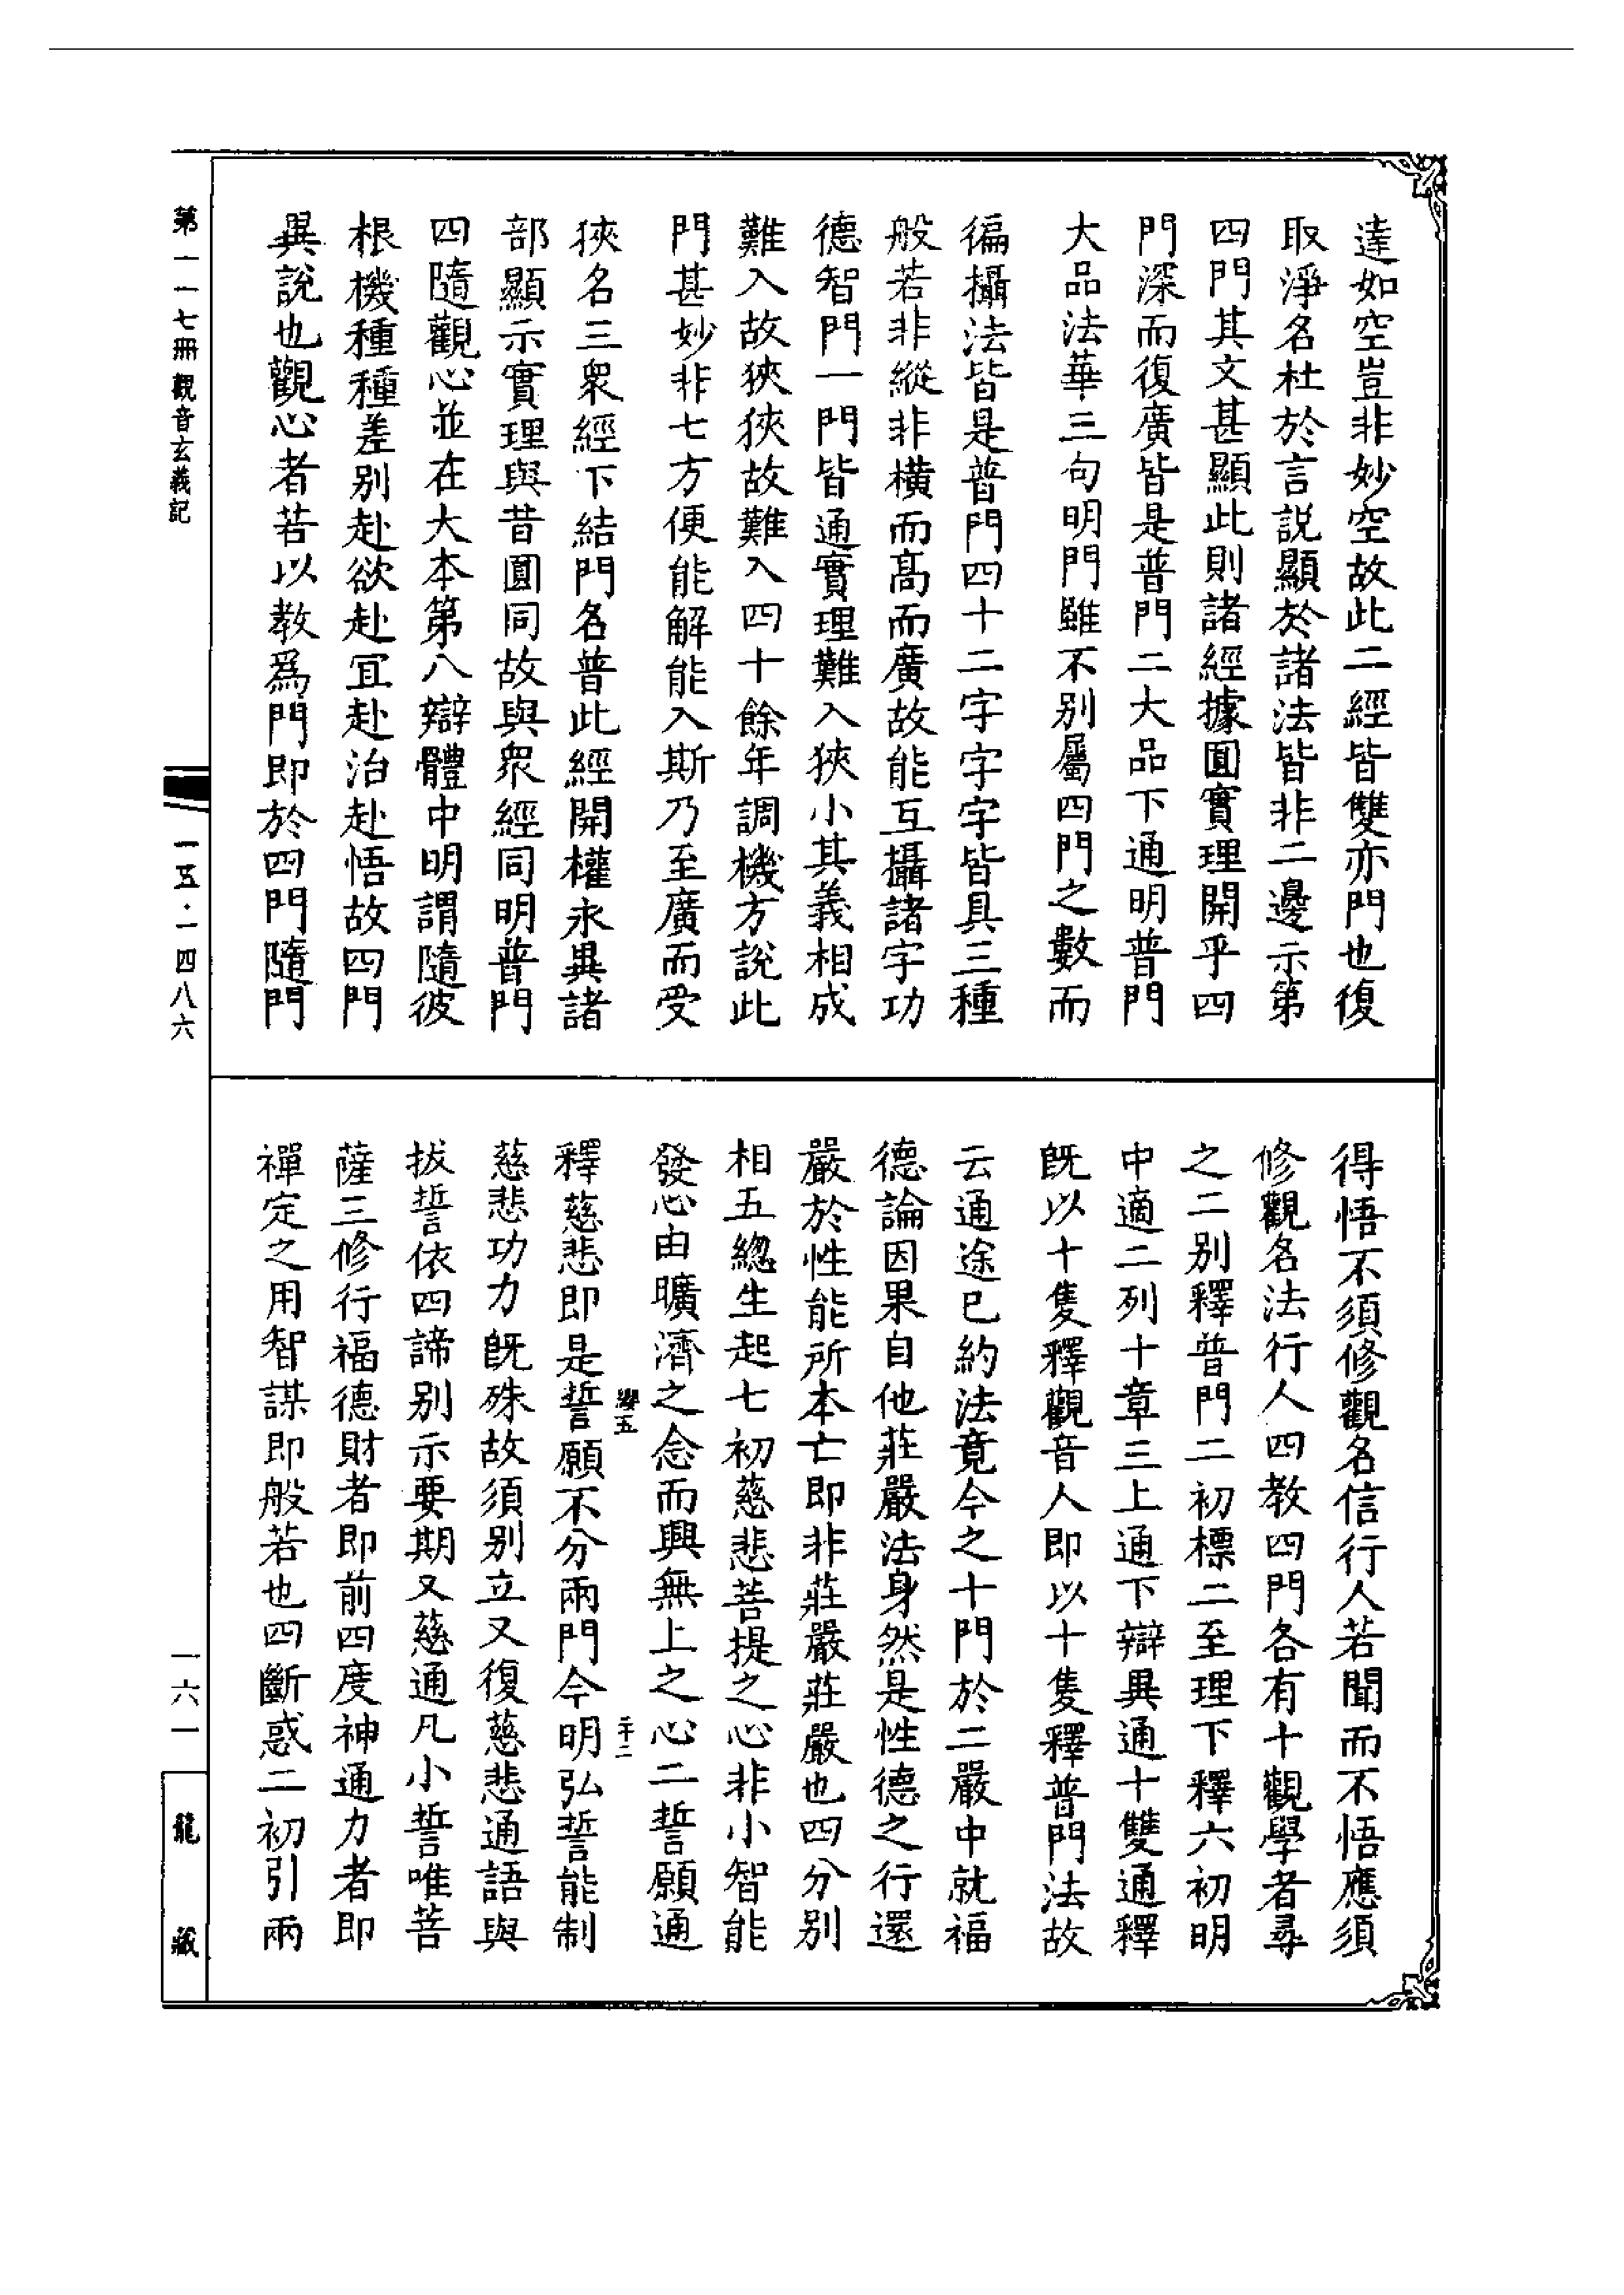 達如空豈非妙空故此二經皆雙亦門也復
取淨名杜於言説顯於諸法皆非二邊示第
四門其文甚顯此則諸經據圓實理開乎四
門深而復廣皆是普門二大品下通明普門
大品法華三句明門雖不別屬四門之數而
徧攝法皆是普門四十二字字字皆具三種
般若非縱非橫而髙而廣故能互攝諸字功
德智門一門皆通實理難入狹小其義相成
難入故狹狹故難入四十餘年調機方說此
門甚妙非七方便能解能入斯乃至廣而受
狹名三衆經下結門名普此經開權永異諸
部顯示實理與昔圓同故與衆經同明普門
四隨觀心並在大本第八辯體中明謂隨彼
根機種種差別赴欲赴宜赴治赴悟故四門
異説也觀心者若以教爲門即於四門隨門
得悟不須修觀名信行人若聞而不悟應須
修觀名法行人四教四門各有十觀學者尋
之二別釋普門二初標二至理下釋六初明
中適二列十章三上通下辯異通十雙通釋
既以十隻釋觀音人即以十隻釋普門法故
云通途已約法竟今之十門於二嚴中就福
德論因果自他莊嚴法身然是性德之行還
嚴於性能所本亡即非莊嚴莊嚴也四分別
相五總生起七初慈悲菩提之心非小智能
發心由曠濟之念而興無上之心二誓願通
纓五
二十二
釋慈悲即是誓願不分兩門今明弘誓能制
慈悲功力既殊故須別立又復慈悲通語與
拔誓依四諦別示要期又慈通凡小誓唯菩
薩三修行福德財者即前四度神通力者即
禪定之用智謀即般若也四斷惑二初引兩
第一一七冊 觀音玄義記
一五·一四八六
一六一
龍藏